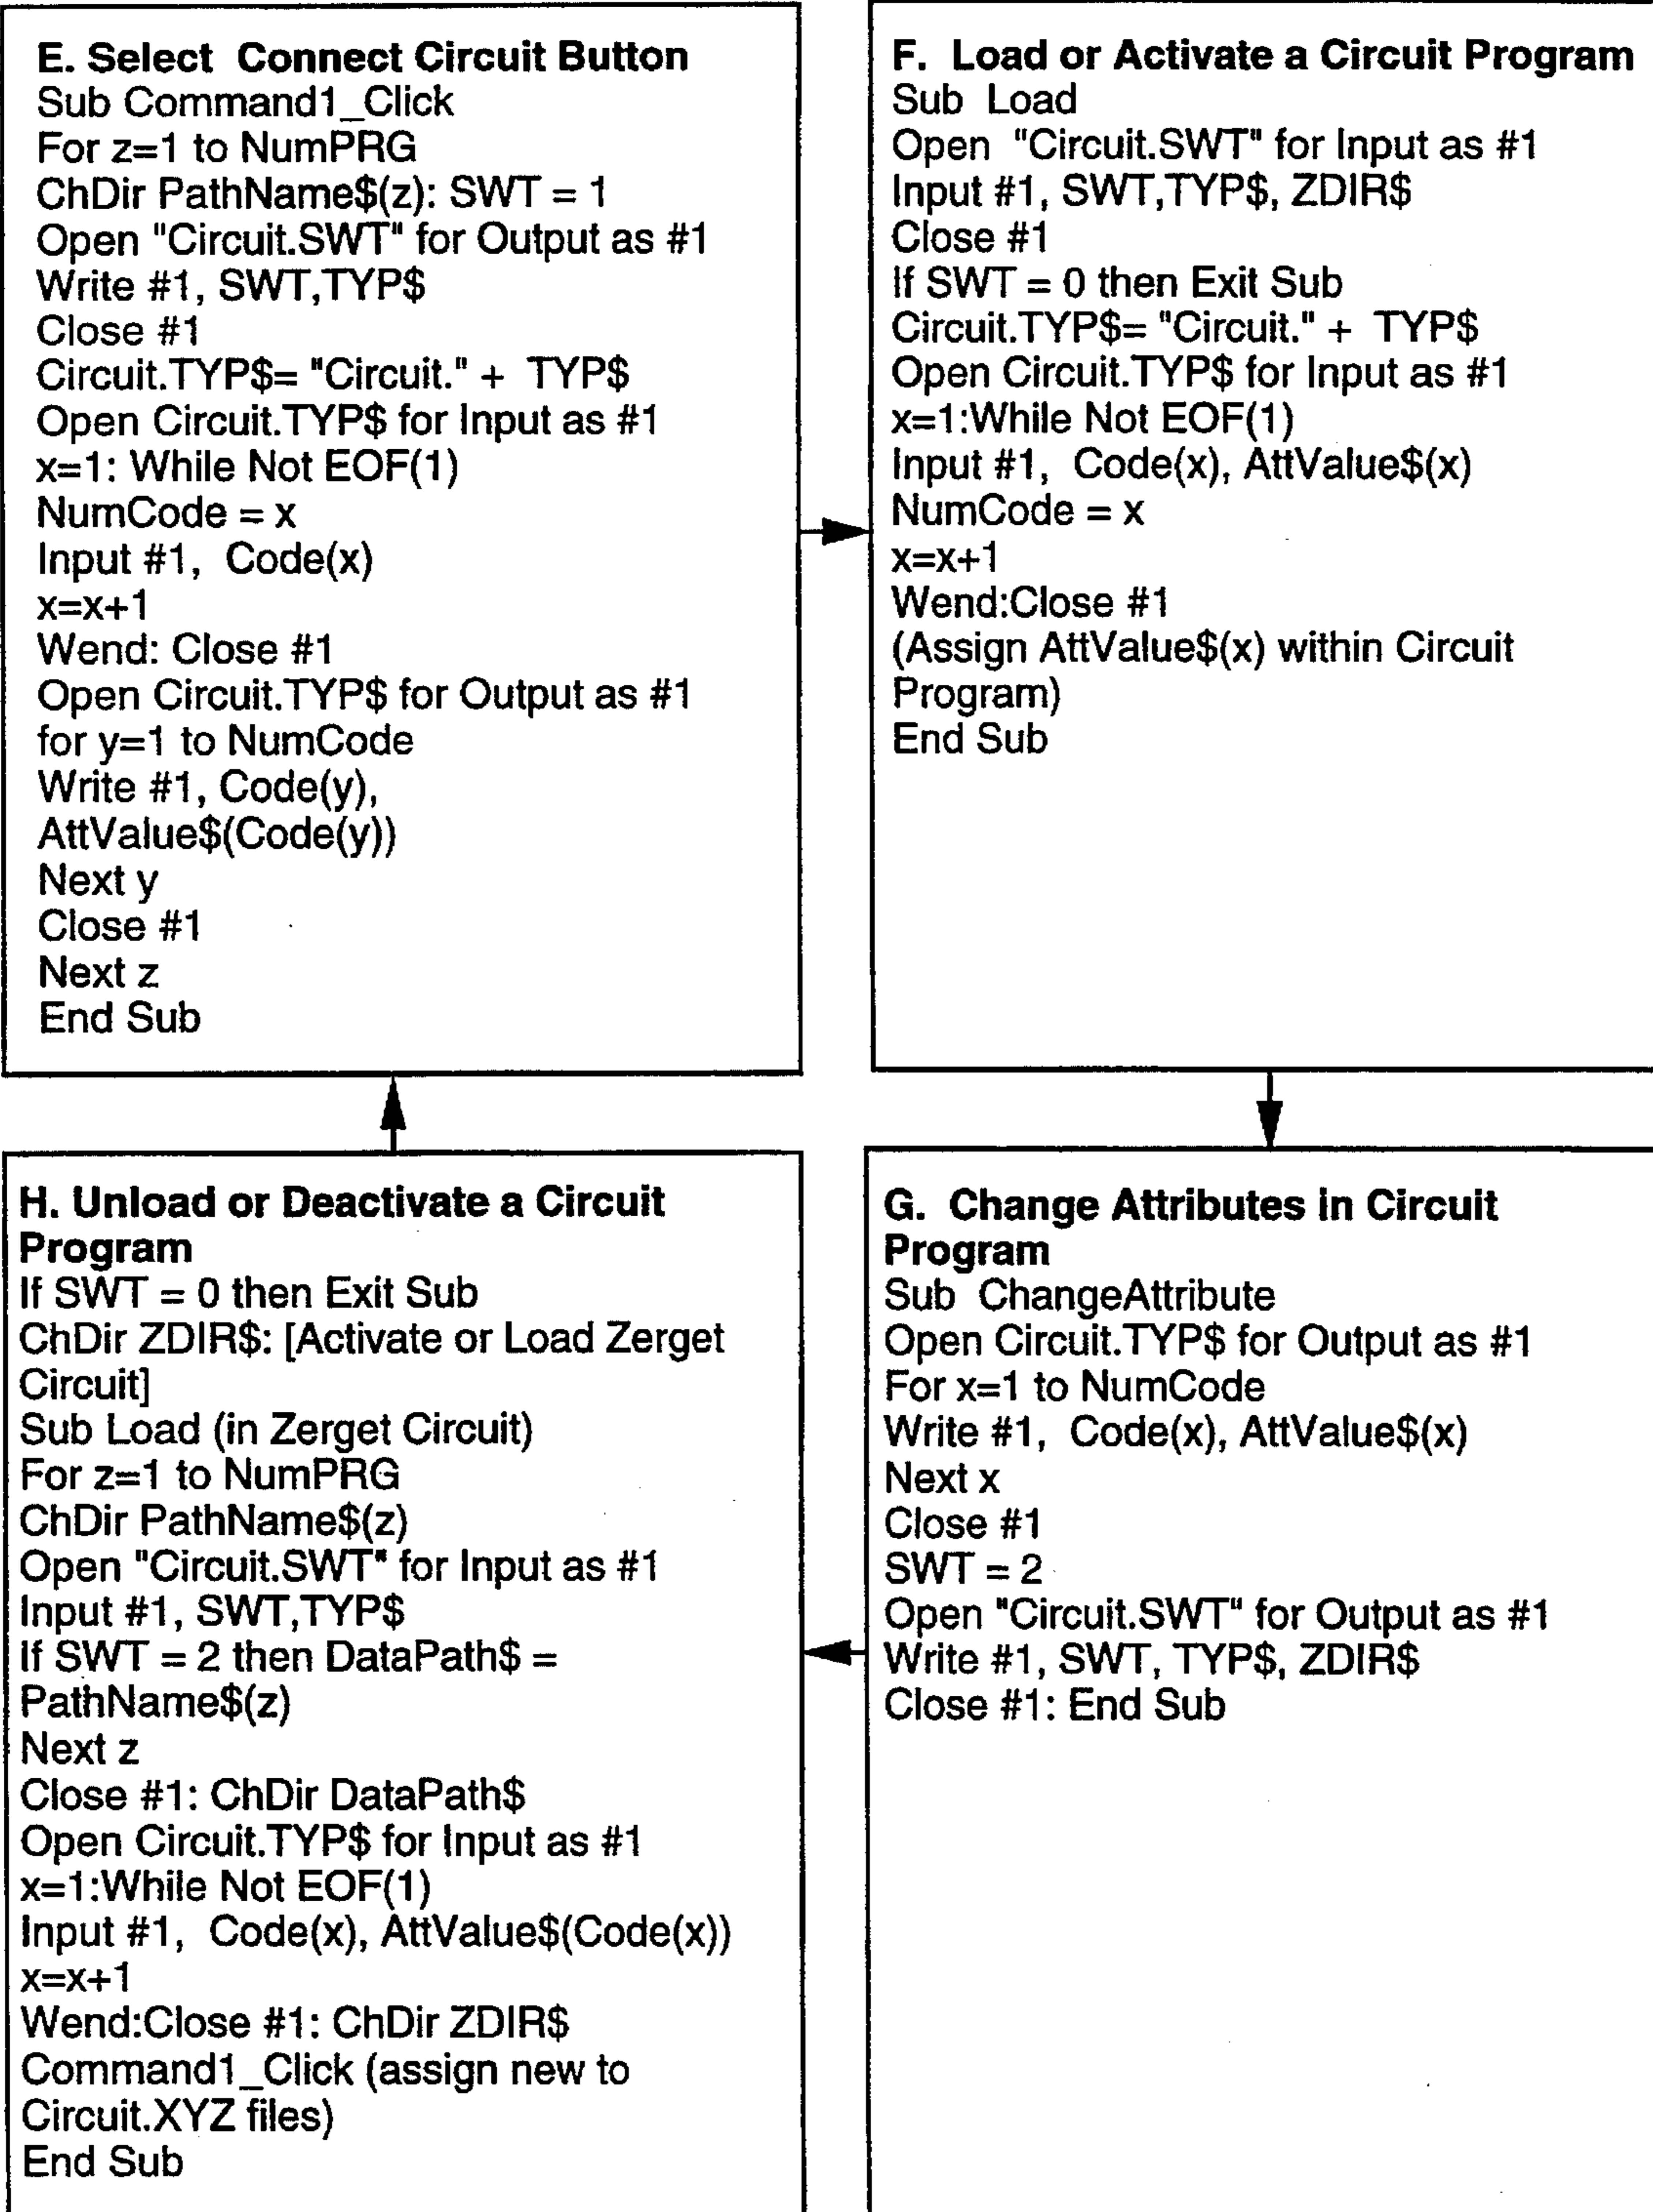 E. Select Connect Circuit Button
Sub Command1_Click
For z=1 to NumPRG
ChDir PathName$(z): SWT = 1
Open "Circuit.SWT" for Output as #1
Write #1, SWT,TYP$
Close #1
Circuit.TYP$= "Circuit." + TYP$
Open Circuit.TYP$ for Input as #1
x=1: While Not EOF(1)
NumCode = x
Input #1, Code(x)
x=x+1
Wend: Close #1
Open Circuit.TYP$ for Output as #1
for y=1 to NumCode
Write #1, Code(y),
AttValue$(Code(y))
Next y
Close #1
Next z
End Sub
F. Load or Activate a Circuit Program
Sub Load
Open "Circuit.SWT" for Input as #1
Input #1, SWT,TYP$, ZDIR$
Close #1
If SWT = 0 then Exit Sub
Circuit.TYP$= "Circuit." + TYP$
Open Circuit.TYP$ for Input as #1
x=1:While Not EOF(1)
Input #1, Code(x), AttValue$(x)
NumCode = x
x=x+1
Wend:Close #1
(Assign AttValue$(x) within Circuit
Program)
End Sub
H. Unload or Deactivate a Circuit
Program
If SWT = 0 then Exit Sub
ChDir ZDIR$: [Activate or Load Zerget
Circuit]
Sub Load (in Zerget Circuit)
For z=1 to NumPRG
ChDir PathName$(z)
Open "Circuit.SWT" for Input as #1
Input #1, SWT,TYP$
If SWT = 2 then DataPath$ =
PathName$(z)
Next z
Close #1: ChDir DataPath$
Open Circuit.TYP$ for Input as #1
x=1:While Not EOF(1)
Input #1, Code(x), AttValue$(Code(x))
x=x+1
Wend:Close #1: ChDir ZDIR$
Command1_Click (assign new to
Circuit.XYZ files)
End Sub
G. Change Attributes in Circuit
Program
Sub ChangeAttribute
Open Circuit.TYP$ for Output as #1
For x=1 to NumCode
Write #1, Code(x), AttValue$(x)
Next x
Close #1
SWT = 2
Open "Circuit.SWT" for Output as #1
Write #1, SWT, TYP$, ZDIR$
Close #1: End Sub